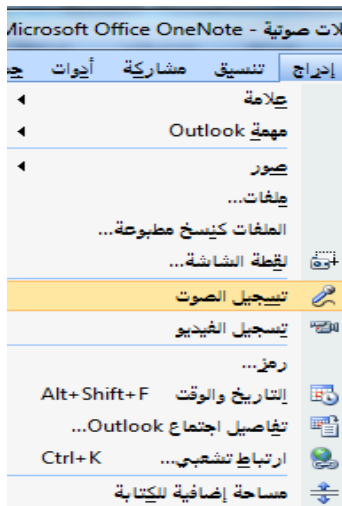 لات صوتية - Microsoft Office OneNote
إدراج تنسيق مشاركة أدوات
علامة
مهمة Outlook
صور
ملفات...
الملفات كنسخ مطبوعة...
لقطة الشاشة...
تسجيل الصوت
تسجيل الفيديو
رمز...
التاريخ والوقت Alt+Shift+F
تفاصيل اجتماع Outlook...
ارتباط تشعبي... Ctrl+K
مساحة إضافية للكتابة